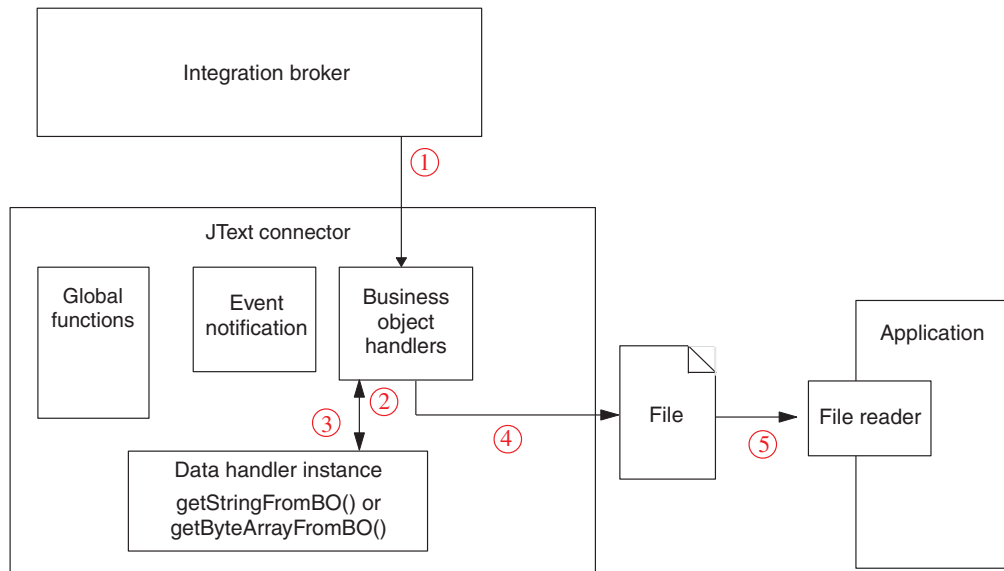 Integration broker
①
JText connector
Global
functions
Event
notification
Business
object
handlers
Application
②
③
④
File
⑤
File reader
Data handler instance
getStringFromBO() or
getByteArrayFromBO()